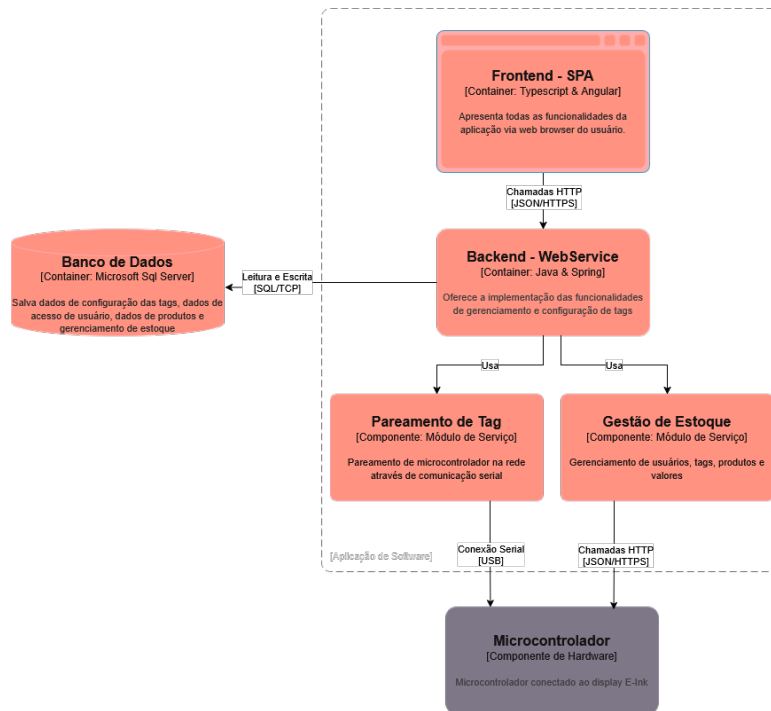 Frontend - SPA
[Container: Typescript & Angular]
Apresenta todas as funcionalidades da
aplicação via web browser do usuário.
Chamadas HTTP
[JSON/HTTPS]
Banco de Dados
[Container: Microsoft Sql Server]
Salva dados de configuração das tags, dados de
acesso de usuário, dados de produtos e
gerenciamento de estoque
Leitura e Escrita
[SQL/TCP]
Backend - WebService
[Container: Java & Spring]
Oferece a implementação das funcionalidades
de gerenciamento e configuração de tags
Usa
Usa
Pareamento de Tag
[Componente: Módulo de Serviço]
Pareamento de microcontrolador na rede
através de comunicação serial
Gestão de Estoque
[Componente: Módulo de Serviço]
Gerenciamento de usuários, tags, produtos e
valores
[Aplicação de Software]
Conexão Serial
[USB]
Chamadas HTTP
[JSON/HTTPS]
Microcontrolador
[Componente de Hardware]
Microcontrolador conectado ao display E-Ink